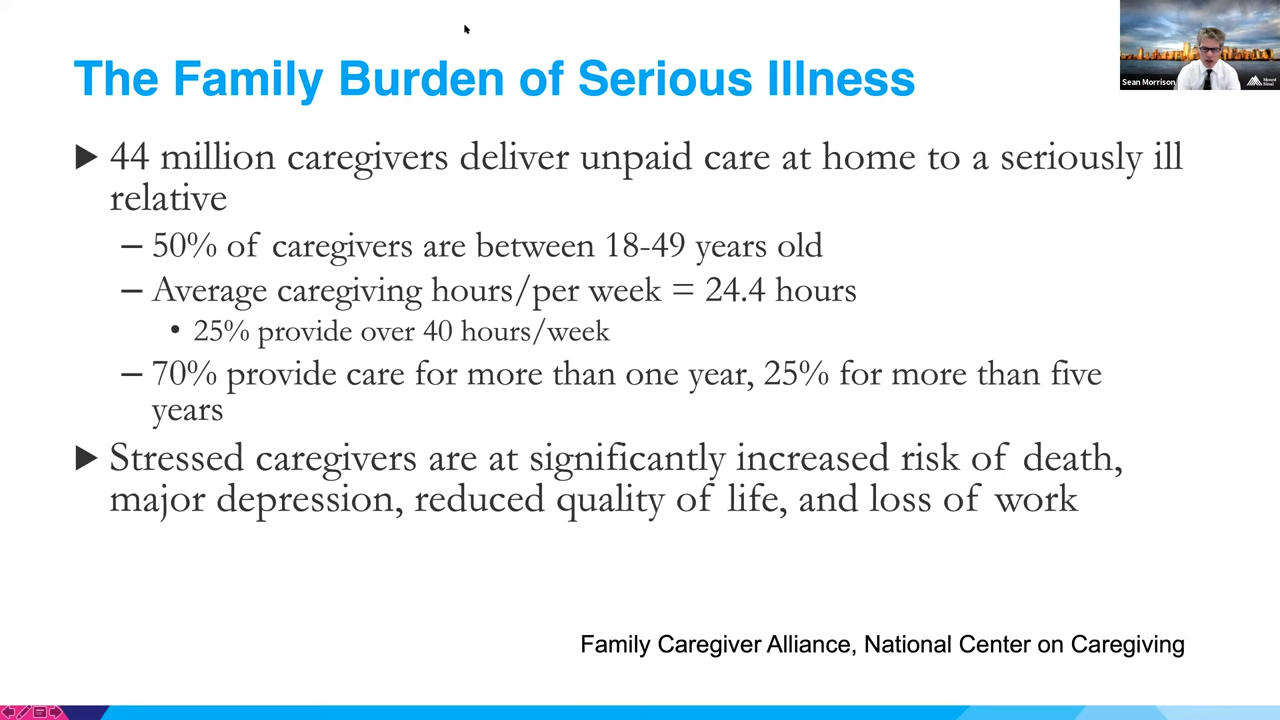 The Family Burden of Serious Illness
Sean Morrison
Mount
Sinai
▶ 44 million caregivers deliver unpaid care at home to a seriously ill
relative
– 50% of caregivers are between 18-49 years old
– Average caregiving hours/per week = 24.4 hours
• 25% provide over 40 hours/week
– 70% provide care for more than one year, 25% for more than five
years
▶ Stressed caregivers are at significantly increased risk of death,
major depression, reduced quality of life, and loss of work
Family Caregiver Alliance, National Center on Caregiving